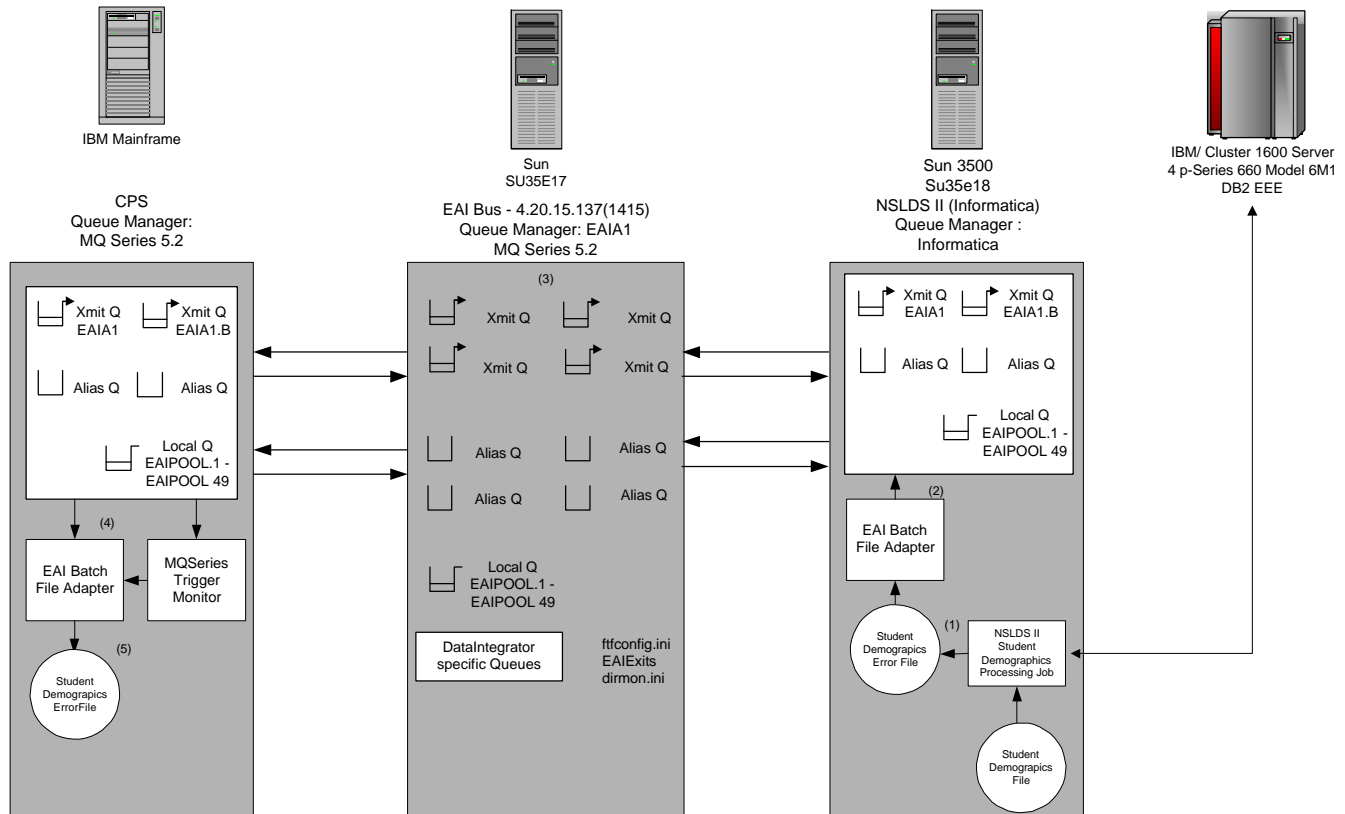 IBM Mainframe
Sun
SU35E17
Sun 3500
Su35e18
NSLDS II (Informatica)
Queue Manager :
Informatica
IBM/ Cluster 1600 Server
4 p-Series 660 Model 6M1
DB2 EEE
CPS
Queue Manager:
MQ Series 5.2
EAI Bus - 4.20.15.137(1415)
Queue Manager: EAIA1
MQ Series 5.2
Xmit Q
EAIA1
Xmit Q
EAIA1.B
Alias Q
Alias Q
Local Q
EAIPOOL.1 -
EAIPOOL 49
(4)
EAI Batch
File Adapter
MQSeries
Trigger
Monitor
(5)
Student
Demograpics
ErrorFile
(3)
Xmit Q
Xmit Q
Xmit Q
Xmit Q
Alias Q
Alias Q
Alias Q
Alias Q
Local Q
EAIPOOL.1 -
EAIPOOL 49
DataIntegrator
specific Queues
ftfconfig.ini
EAIExits
dirmon.ini
Xmit Q
EAIA1
Xmit Q
EAIA1.B
Alias Q
Alias Q
Local Q
EAIPOOL.1 -
EAIPOOL 49
(2)
EAI Batch
File Adapter
(1)
Student
Demograpics
Error File
NSLDS II
Student
Demographics
Processing Job
Student
Demograpics
File